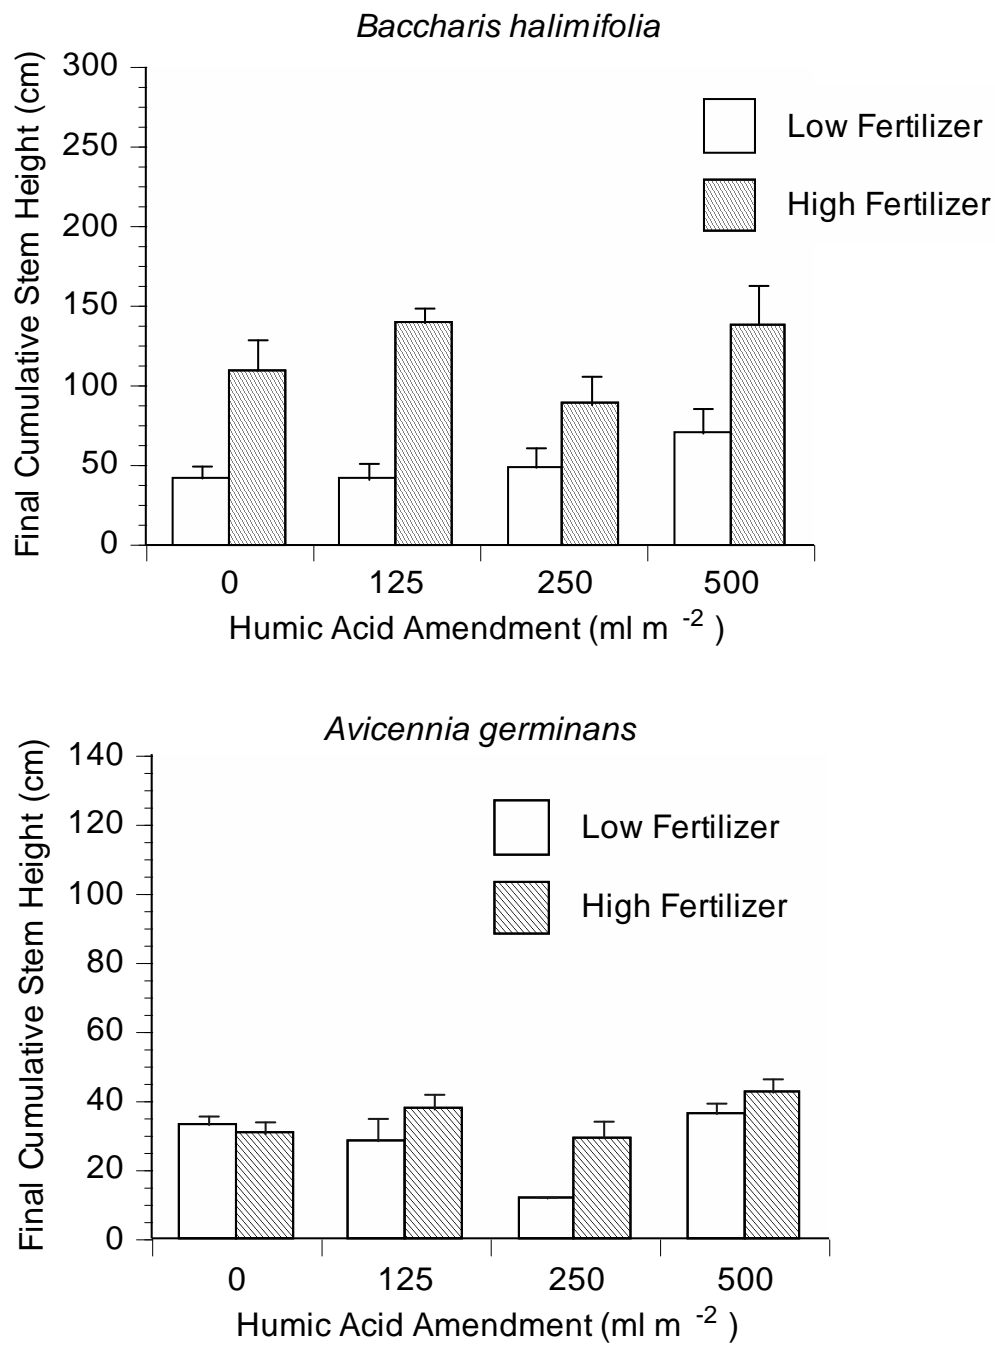 Baccharis halimifolia
Final Cumulative Stem Height (cm)
300
250
200
150
100
50
0
Low Fertilizer
High Fertilizer
0 125 250 500
Humic Acid Amendment (ml m -2 )
Avicennia germinans
Final Cumulative Stem Height (cm)
140
120
100
80
60
40
20
0
Low Fertilizer
High Fertilizer
0 125 250 500
Humic Acid Amendment (ml m -2 )